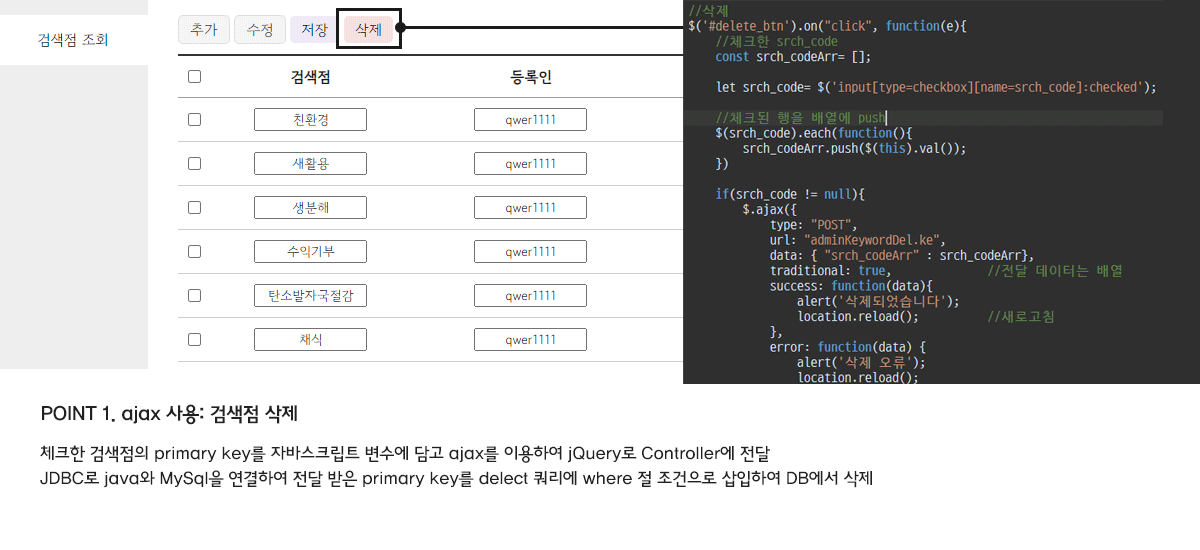 검색점 조회
추가 수정 저장 삭제
검색점 등록인
친환경 qwer1111
새활용 qwer1111
생분해 qwer1111
수익기부 qwer1111
탄소발자국절감 qwer1111
채식 qwer1111
//삭제
$('#delete_btn').on("click", function(e){
//체크한 srch_code
const srch_codeArr= [];
let srch_code= $('input[type=checkbox][name=srch_code]:checked');
//체크된 행을 배열에 push
$(srch_code).each(function(){
srch_codeArr.push($(this).val());
})
if(srch_code != null){
$.ajax({
type: "POST",
url: "adminKeywordDel.ke",
data: { "srch_codeArr" : srch_codeArr},
traditional: true, //전달 데이터는 배열
success: function(data){
alert('삭제되었습니다');
location.reload(); //새로고침
},
error: function(data) {
alert('삭제 오류');
location.reload();
POINT 1. ajax 사용: 검색점 삭제
체크한 검색점의 primary key를 자바스크립트 변수에 담고 ajax를 이용하여 jQuery로 Controller에 전달
JDBC로 java와 MySql을 연결하여 전달 받은 primary key를 delect 쿼리에 where 절 조건으로 삽입하여 DB에서 삭제